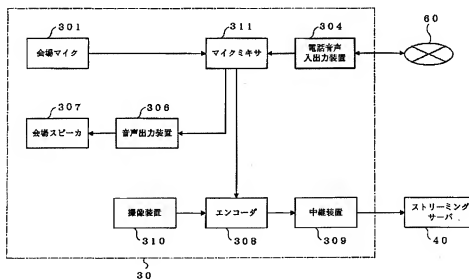 301
会場マイク
311
マイクミキサ
304
電話音声
入出力装置
60
307
会場スピーカ
306
音声出力装置
撮像装置
310
エンコーダ
308
中継装置
309
ストリーミング
サーバ
40
30